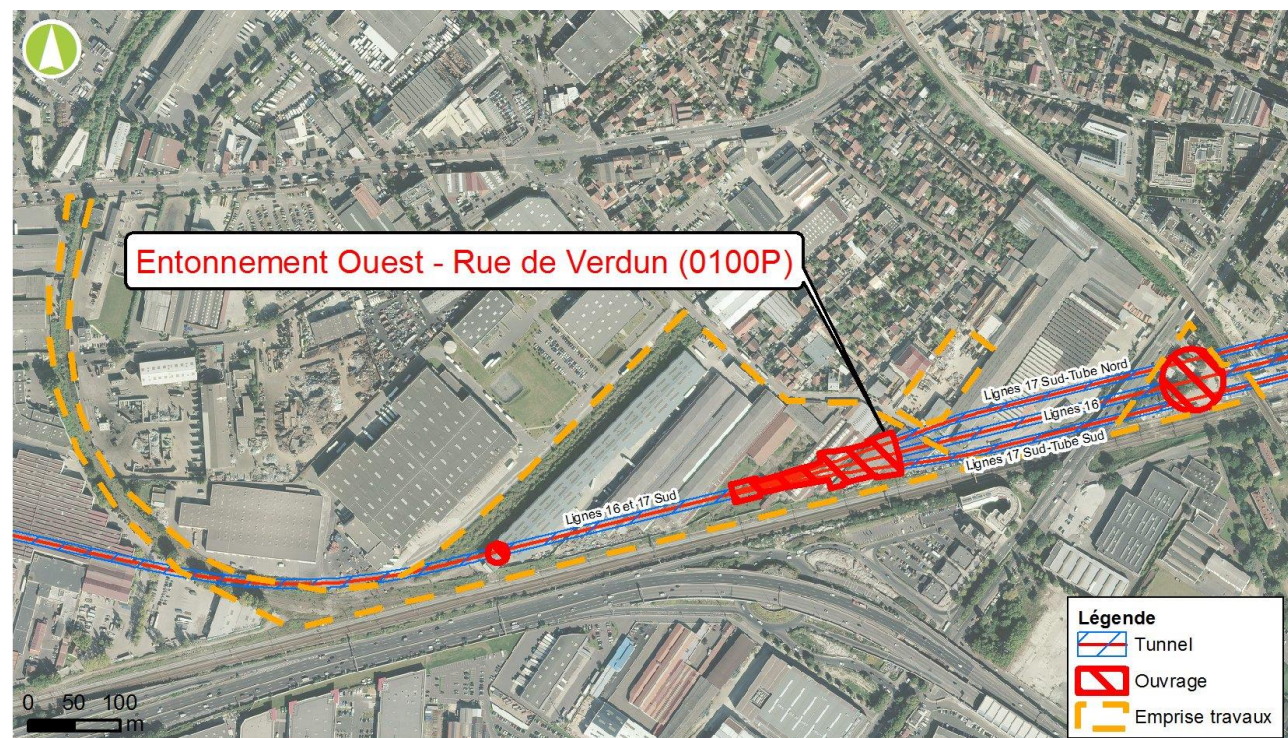 Entonnement Ouest - Rue de Verdun (0100P)
Lignes 17 Sud-Tube Nord
Lignes 16
Lignes 17 Sud-Tube Sud
Lignes 16 et 17 Sud
Légende
Tunnel
Ouvrage
Emprise travaux
0 50 100
m